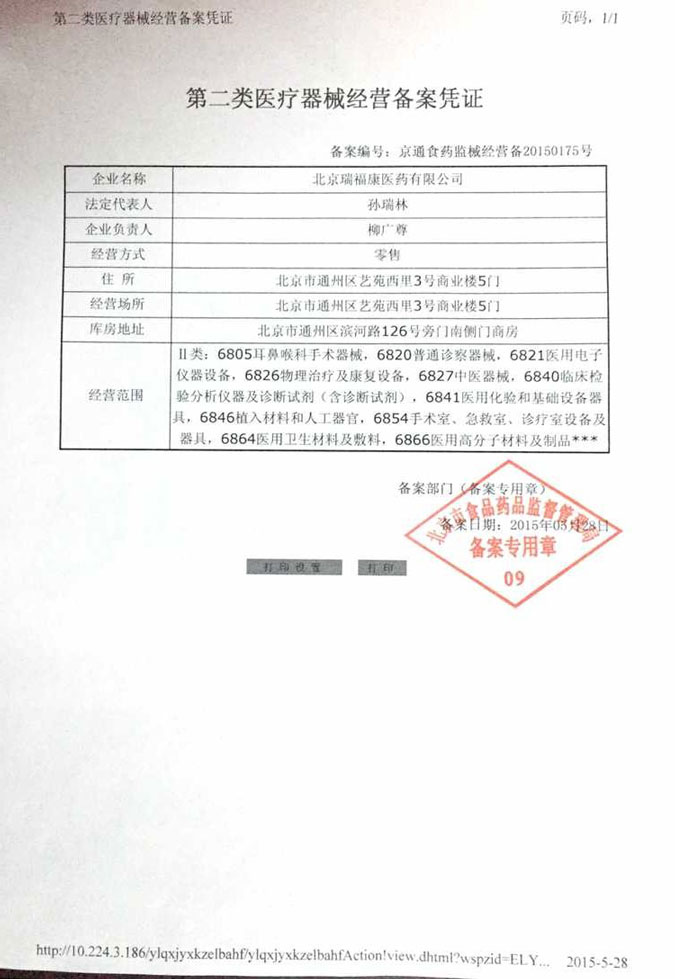 第二类医疗器械经营备案凭证 页码，1/1
第二类医疗器械经营备案凭证
备案编号：京通食药监械经营备20150175号
企业名称 北京瑞福康医药有限公司
法定代表人 孙瑞林
企业负责人 柳广尊
经营方式 零售
住 所 北京市通州区艺苑西里3号商业楼5门
经营场所 北京市通州区艺苑西里3号商业楼5门
库房地址 北京市通州区滨河路126号旁门南侧门商房
经营范围
II类：6805耳鼻喉科手术器械，6820普通诊察器械，6821医用电子
仪器设备，6826物理治疗及康复设备，6827中医器械，6840临床检
验分析仪器及诊断试剂（含诊断试剂），6841医用化验和基础设备器
具，6846植入材料和人工器官，6854手术室、急救室、诊疗室设备及
器具，6864医用卫生材料及敷料，6866医用高分子材料及制品***
备案部门（备案专用章）
备案日期：2015年05月28日
北京市食品药品监督管理局
备案专用章
09
打印设置 打印
http://10.224.3.186/ylqxjyxkzelbahf/ylqxjyxkzelbahfAction!view.dhtml?wspzid=ELY... 2015-5-28